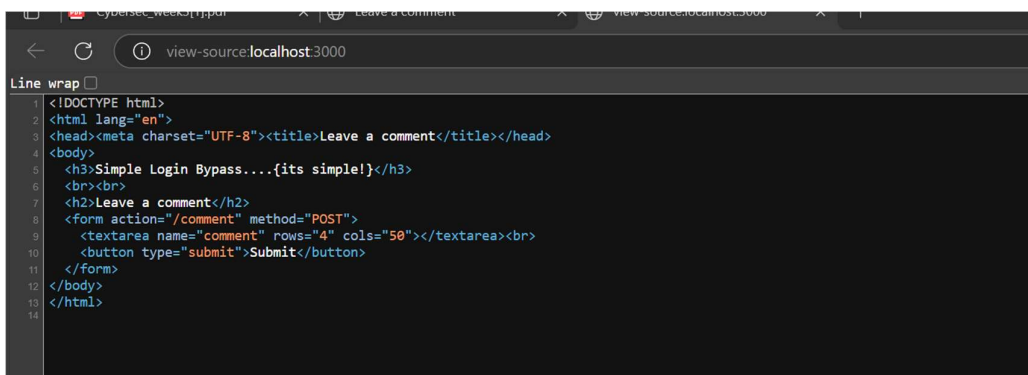 Cybersec_week3[1].pdf
Leave a comment
view-source:localhost:3000
view-source:localhost:3000
Line wrap
1 <!DOCTYPE html>
2 <html lang="en">
3 <head><meta charset="UTF-8"><title>Leave a comment</title></head>
4 <body>
5 <h3>Simple Login Bypass....{its simple!}</h3>
6 <br><br>
7 <h2>Leave a comment</h2>
8 <form action="/comment" method="POST">
9 <textarea name="comment" rows="4" cols="50"></textarea><br>
10 <button type="submit">Submit</button>
11 </form>
12 </body>
13 </html>
14